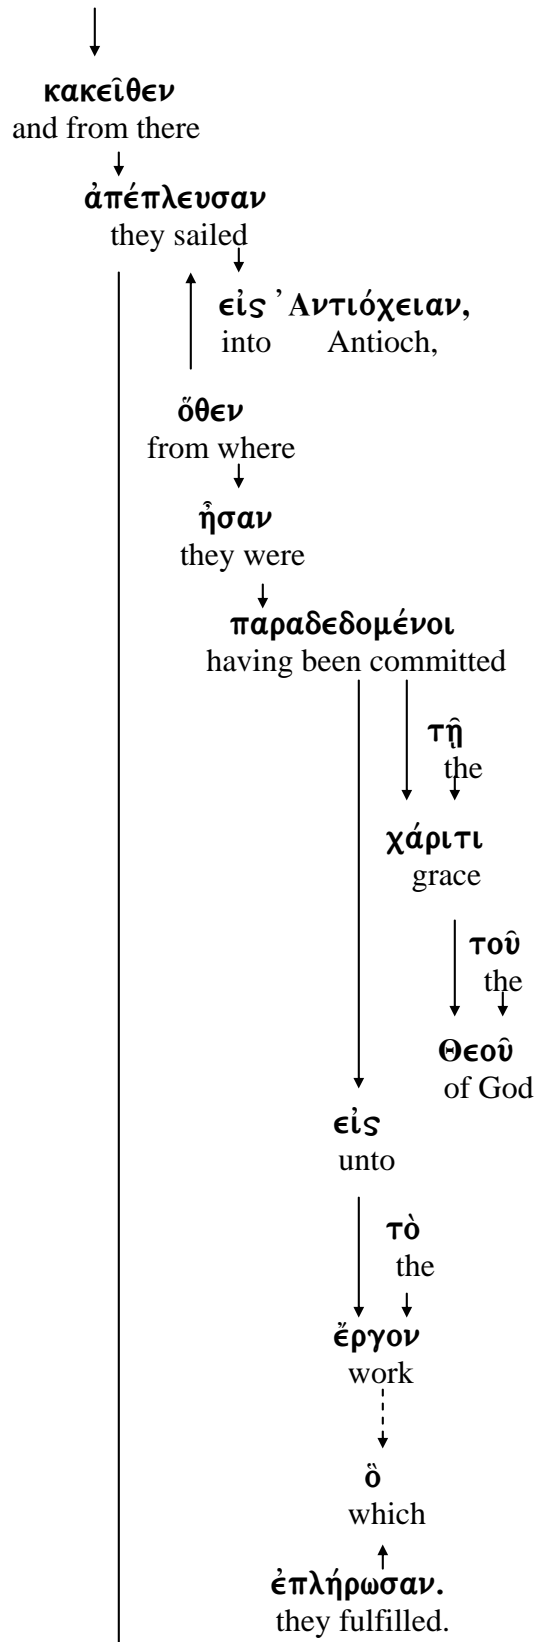 κακεῖθεν
and from there
ἀπέπλευσαν
they sailed
εἰς ᾿Αντιόχειαν,
into Antioch,
ὅθεν
from where
ἦσαν
they were
παραδεδομένοι
having been committed
τῇ
the
χάριτι
grace
τοῦ
the
Θεοῦ
of God
εἰς
unto
τὸ
the
ἔργον
work
ὃ
which
ἐπλήρωσαν.
they fulfilled.